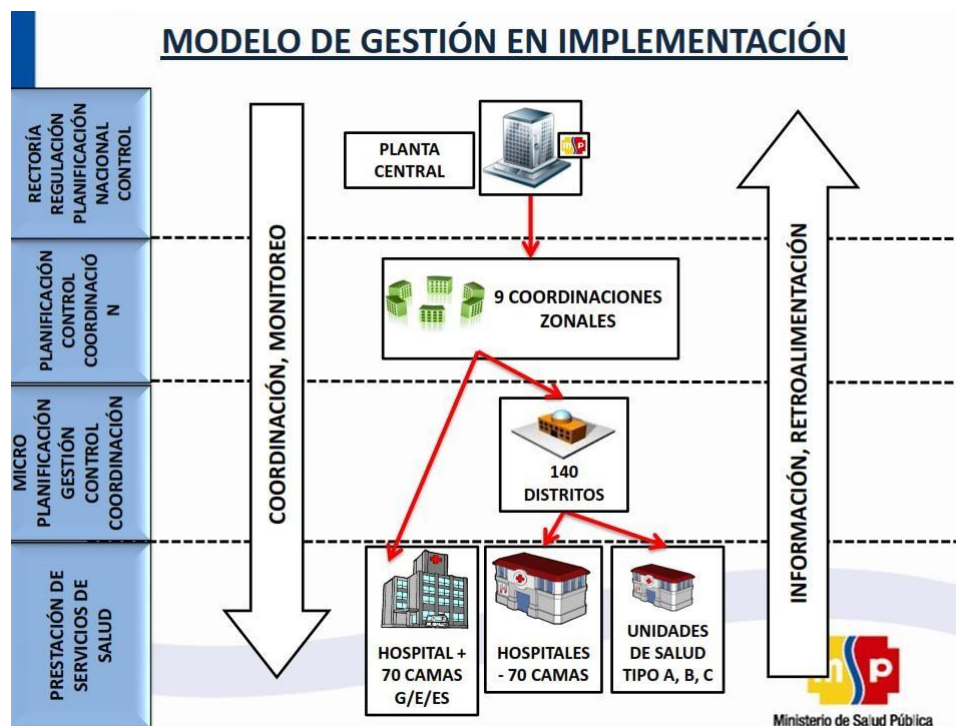 MODELO DE GESTIÓN EN IMPLEMENTACIÓN
RECTORÍA
REGULACIÓN
PLANIFICACIÓN
NACIONAL
CONTROL
PLANIFICACIÓN
CONTROL
COORDINACIÓ
N
MICRO
PLANIFICACIÓN
GESTIÓN
CONTROL
COORDINACIÓN
PRESTACIÓN DE
SERVICIOS DE
SALUD
COORDINACIÓN, MONITOREO
PLANTA
CENTRAL
msp
9 COORDINACIONES
ZONALES
140
DISTRITOS
HOSPITAL +
70 CAMAS
G/E/ES
HOSPITALES
- 70 CAMAS
UNIDADES
DE SALUD
TIPO A, B, C
INFORMACIÓN, RETROALIMENTACIÓN
msp
Ministerio de Salud Pública